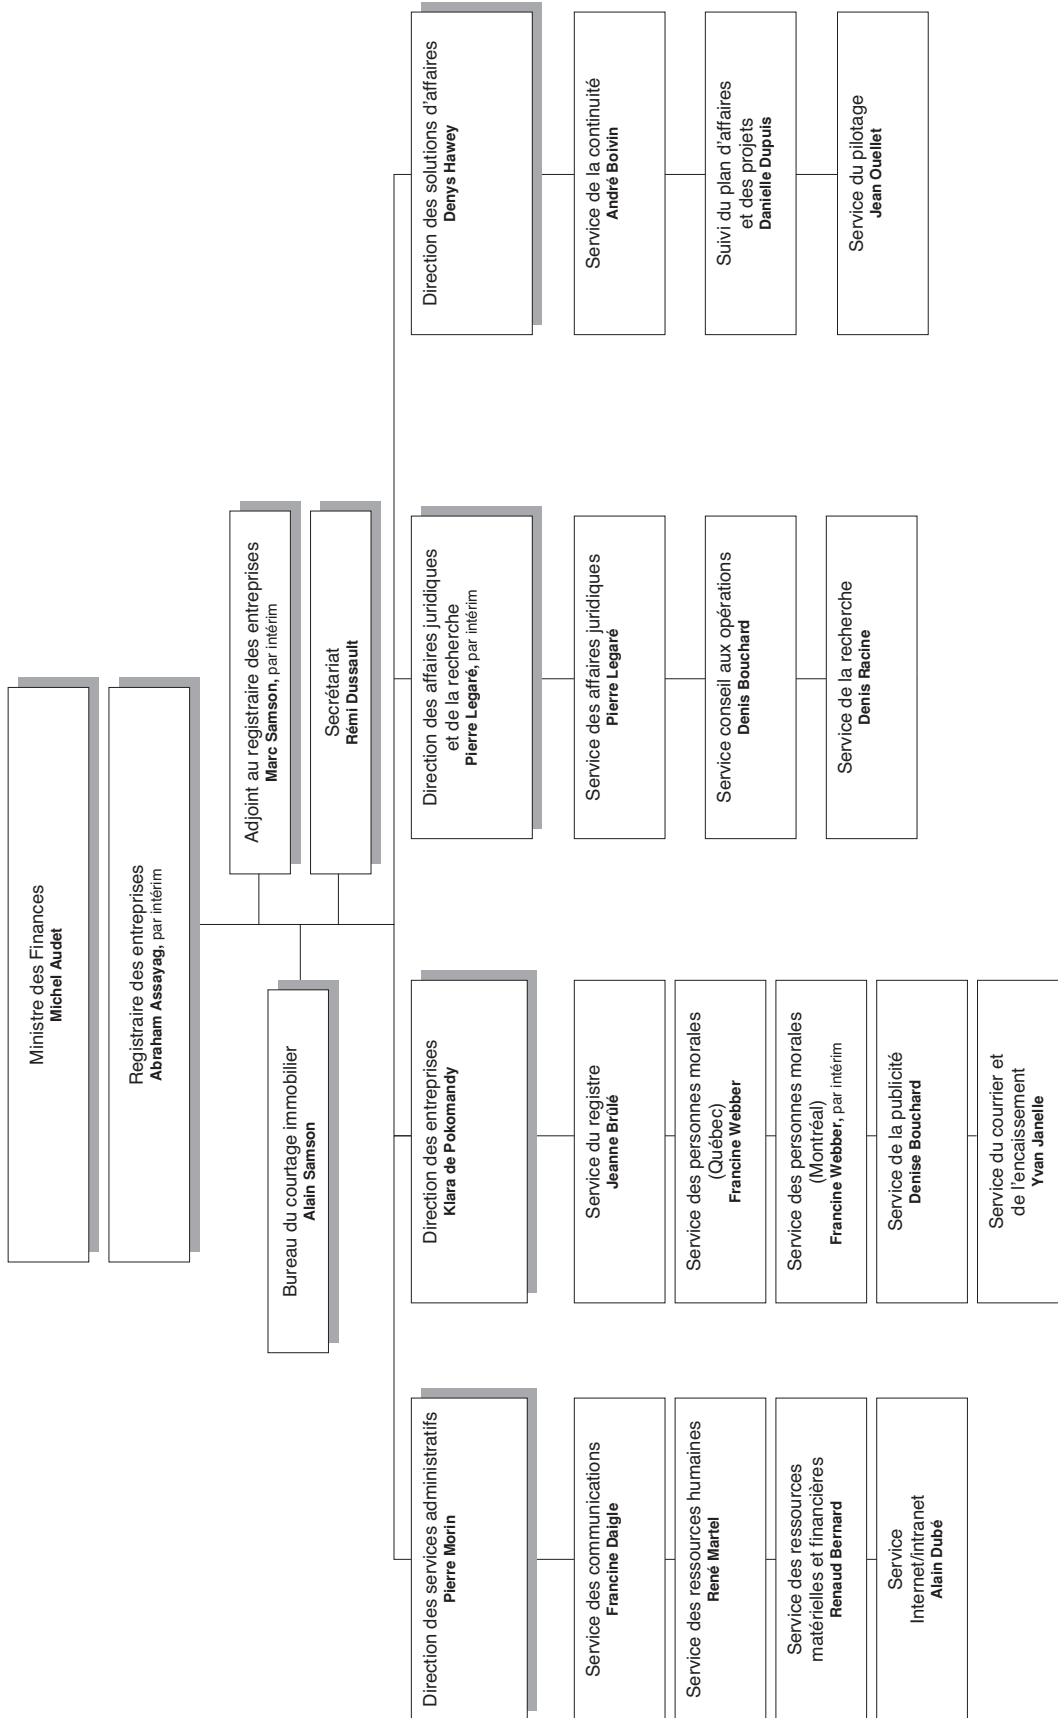 Ministre des Finances
Michel Audet
Registraire des entreprises
Abraham Assayag, par intérim
Adjoint au registraire des entreprises
Marc Samson, par intérim
Bureau du courtage immobilier
Alain Samson
Secrétariat
Rémi Dussault
Direction des services administratifs
Pierre Morin
Service des communications
Francine Daigle
Service des ressources humaines
René Martel
Service des ressources
matérielles et financières
Renaud Bernard
Service
Internet/intranet
Alain Dubé
Direction des entreprises
Klara de Pokomandy
Service du registre
Jeanne Brûlé
Service des personnes morales
(Québec)
Francine Webber
Service des personnes morales
(Montréal)
Francine Webber, par intérim
Service de la publicité
Denise Bouchard
Service du courrier et
de l'encaissement
Yvan Janelle
Direction des affaires juridiques
et de la recherche
Pierre Legaré, par intérim
Service des affaires juridiques
Pierre Legaré
Service conseil aux opérations
Denis Bouchard
Service de la recherche
Denis Racine
Direction des solutions d'affaires
Denys Hawey
Service de la continuité
André Boivin
Suivi du plan d'affaires
et des projets
Danielle Dupuis
Service du pilotage
Jean Ouellet